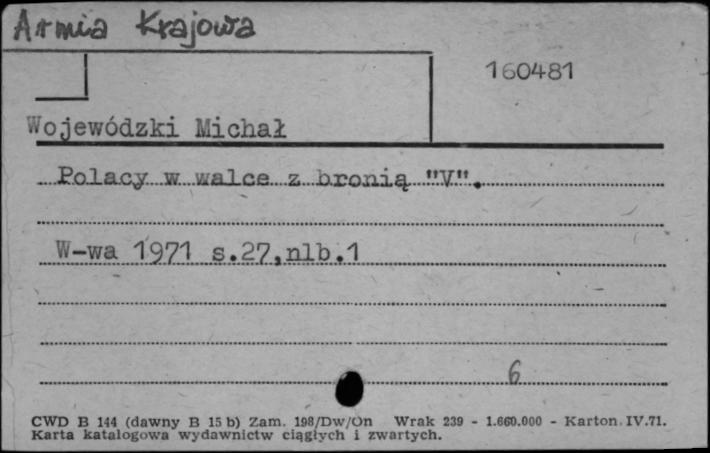 Armia Krajowa
160481
Wojewódzki Michał
Polacy w walce z bronią "V".
W-wa 1971 s.27,nlb.1
6
CWD B 144 (dawny B 15 b) Zam. 198/Dw/On Wrak 239 - 1.660.000 - Karton IV.71.
Karta katalogowa wydawnictw ciągłych i zwartych.